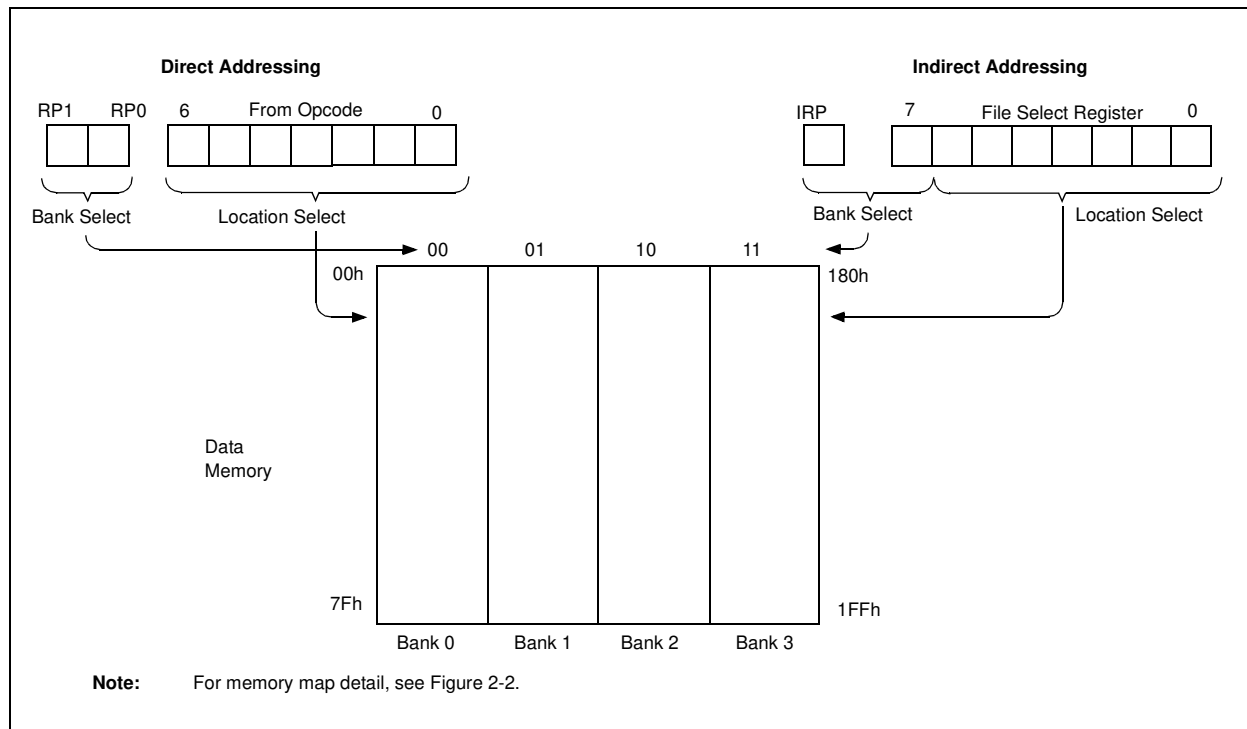 Direct Addressing
Indirect Addressing
RP1 RP0 6 From Opcode 0
IRP 7 File Select Register 0
Bank Select Location Select
Bank Select Location Select
00 01 10 11
00h 180h
Data
Memory
7Fh 1FFh
Bank 0 Bank 1 Bank 2 Bank 3
Note: For memory map detail, see Figure 2-2.